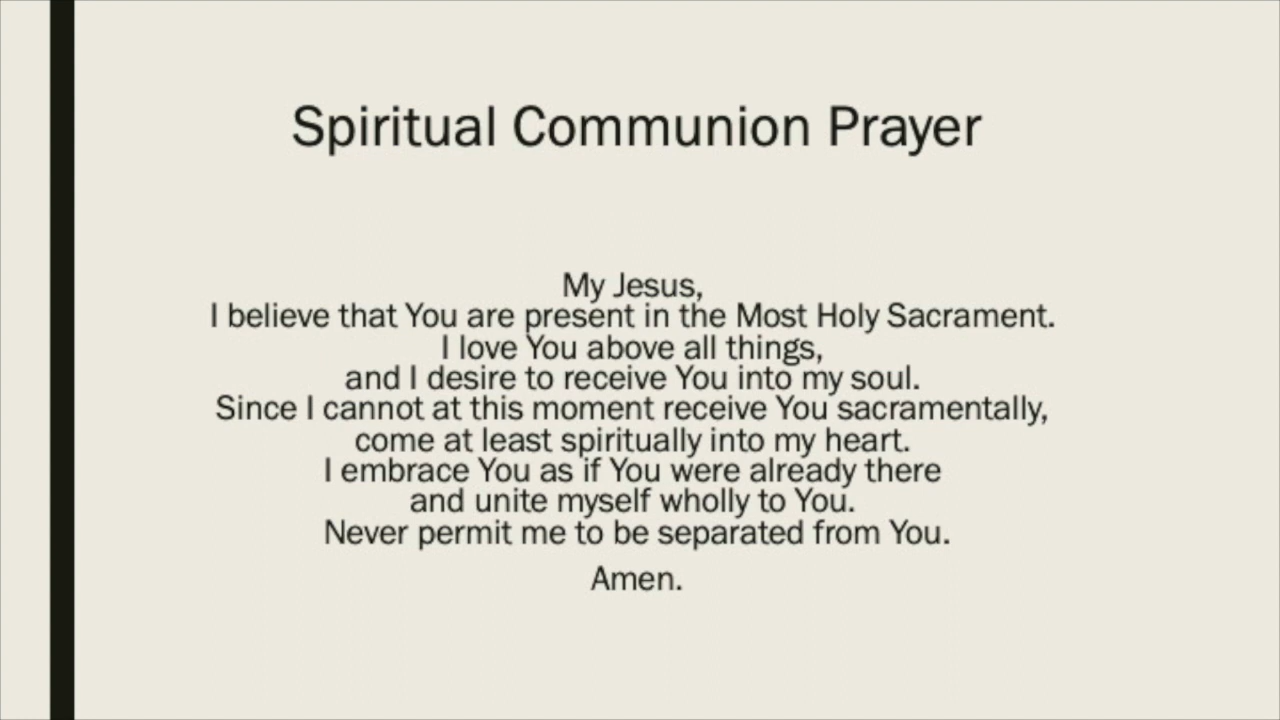 Spiritual Communion Prayer
My Jesus,
I believe that You are present in the Most Holy Sacrament.
I love You above all things,
and I desire to receive You into my soul.
Since I cannot at this moment receive You sacramentally,
come at least spiritually into my heart.
I embrace You as if You were already there
and unite myself wholly to You.
Never permit me to be separated from You.
Amen.